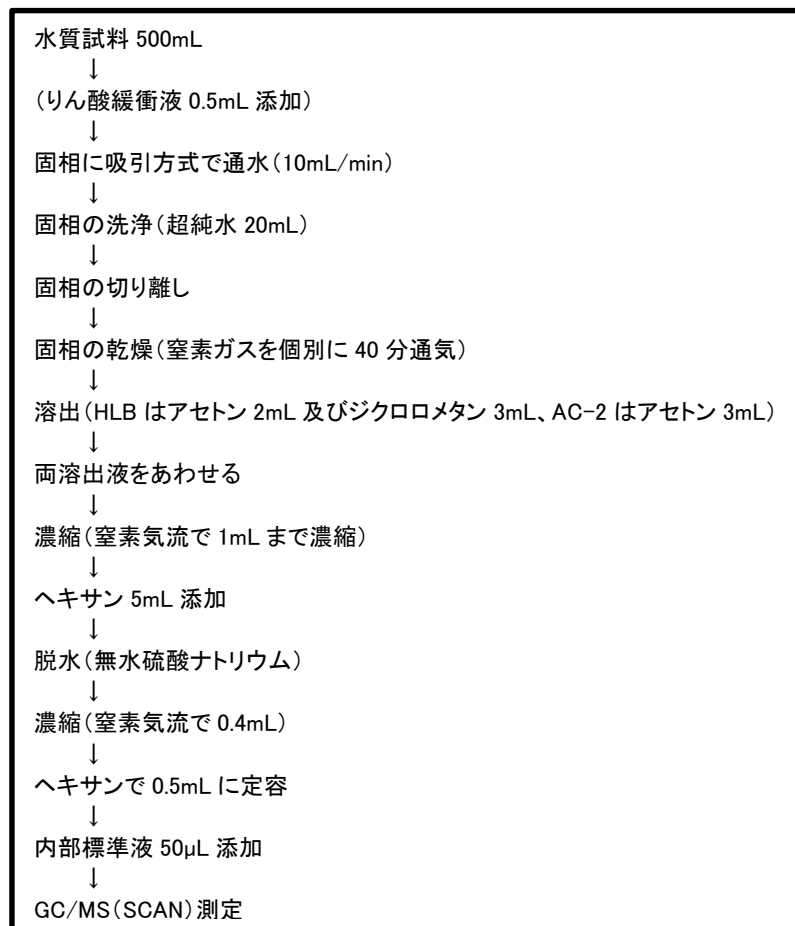 水質試料 500mL
↓
(りん酸緩衝液 0.5mL 添加)
↓
固相に吸引方式で通水(10mL/min)
↓
固相の洗浄(超純水 20mL)
↓
固相の切り離し
↓
固相の乾燥(窒素ガスを個別に 40 分通気)
↓
溶出(HLB はアセトン 2mL 及びジクロロメタン 3mL、AC-2 はアセトン 3mL)
↓
両溶出液をあわせる
↓
濃縮(窒素気流で 1mL まで濃縮)
↓
ヘキサン 5mL 添加
↓
脱水(無水硫酸ナトリウム)
↓
濃縮(窒素気流で 0.4mL)
↓
ヘキサンで 0.5mL に定容
↓
内部標準液 50μL 添加
↓
GC/MS(SCAN)測定